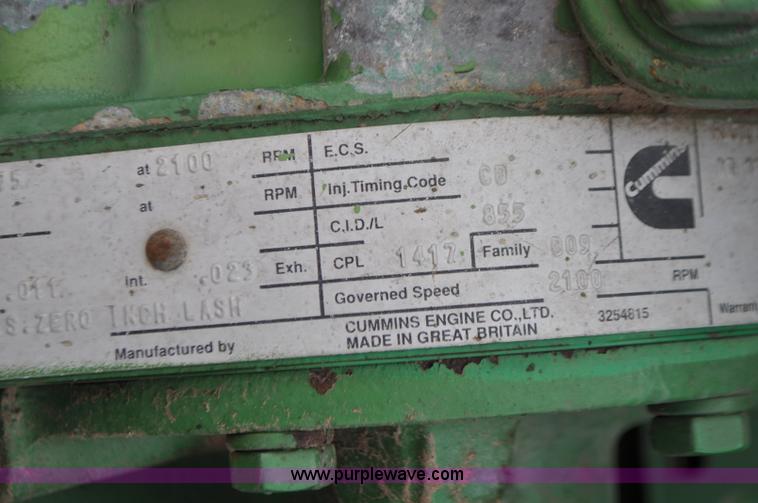 at 2100 RPM
at RPM
.011 Int. .023 Exh.
S.ZERO INCH LASH
Manufactured by
E.C.S.
Inj.Timing.Code CD
C.I.D./L 855
CPL 1417 Family 009
Governed Speed 2100 RPM
CUMMINS ENGINE CO.,LTD. 3254815 Warran
MADE IN GREAT BRITAIN
Cummins
www.purplewave.com